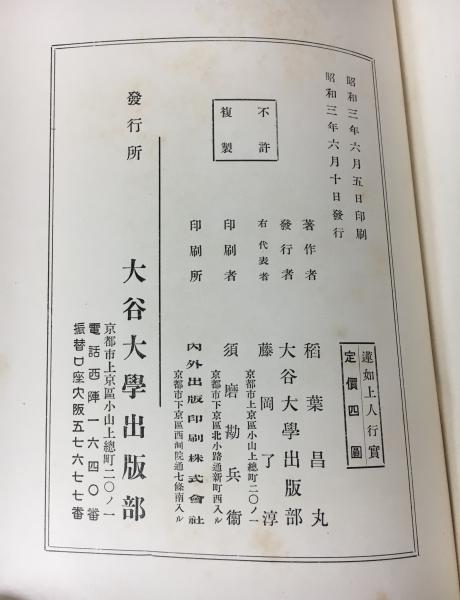 昭和三年六月五日印刷
昭和三年六月十日發行
蓮如上人行實
定價四圓
不許
複製
著作者 稻葉昌丸
發行者 大谷大學出版部
右代表者 藤岡了淳
京都市上京區小山上總町二〇ノ一
印刷者 須磨勘兵衞
京都市下京區北小路通新町西入ル
印刷所 內外出版印刷株式會社
京都市下京區西洞院通七條南入ル
發行所 大谷大學出版部
京都市上京區小山上總町二〇ノ一
電話西陣一六四〇番
振替口座大阪五七六七七番